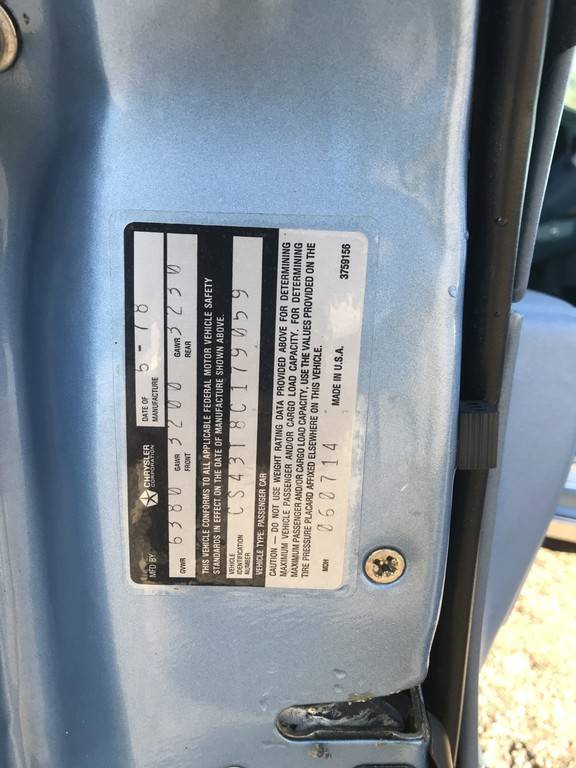 MFD BY CHRYSLER CORPORATION DATE OF MANUFACTURE 6-78
GVWR 6380 GAWR FRONT 3200 GAWR REAR 3230
THIS VEHICLE CONFORMS TO ALL APPLICABLE FEDERAL MOTOR VEHICLE SAFETY
STANDARDS IN EFFECT ON THE DATE OF MANUFACTURE SHOWN ABOVE.
VEHICLE IDENTIFICATION NUMBER CS43T8C179059
VEHICLE TYPE: PASSENGER CAR
CAUTION — DO NOT USE WEIGHT RATING DATA PROVIDED ABOVE FOR DETERMINING
MAXIMUM VEHICLE PASSENGER AND/OR CARGO LOAD CAPACITY. FOR DETERMINING
MAXIMUM PASSENGER AND/OR CARGO LOAD CAPACITY, USE THE VALUES PROVIDED ON THE
TIRE PRESSURE PLACARD AFFIXED ELSEWHERE ON THIS VEHICLE.
MDH 060714 MADE IN U.S.A. 3759156